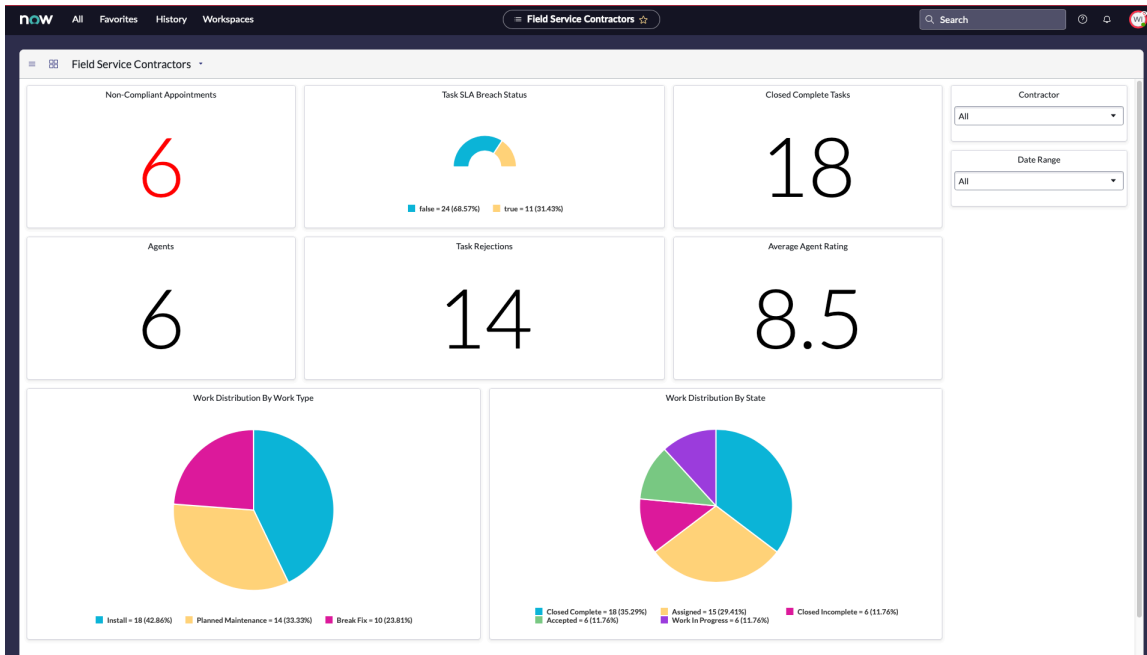 now All Favorites History Workspaces Field Service Contractors Search WI
Field Service Contractors
Non-Compliant Appointments
6
Task SLA Breach Status
false = 24 (68.57%) true = 11 (31.43%)
Closed Complete Tasks
18
Contractor
All
Date Range
All
Agents
6
Task Rejections
14
Average Agent Rating
8.5
Work Distribution By Work Type
Install = 18 (42.86%) Planned Maintenance = 14 (33.33%) Break Fix = 10 (23.81%)
Work Distribution By State
Closed Complete = 18 (35.29%) Assigned = 15 (29.41%) Closed Incomplete = 6 (11.76%)
Accepted = 6 (11.76%) Work In Progress = 6 (11.76%)